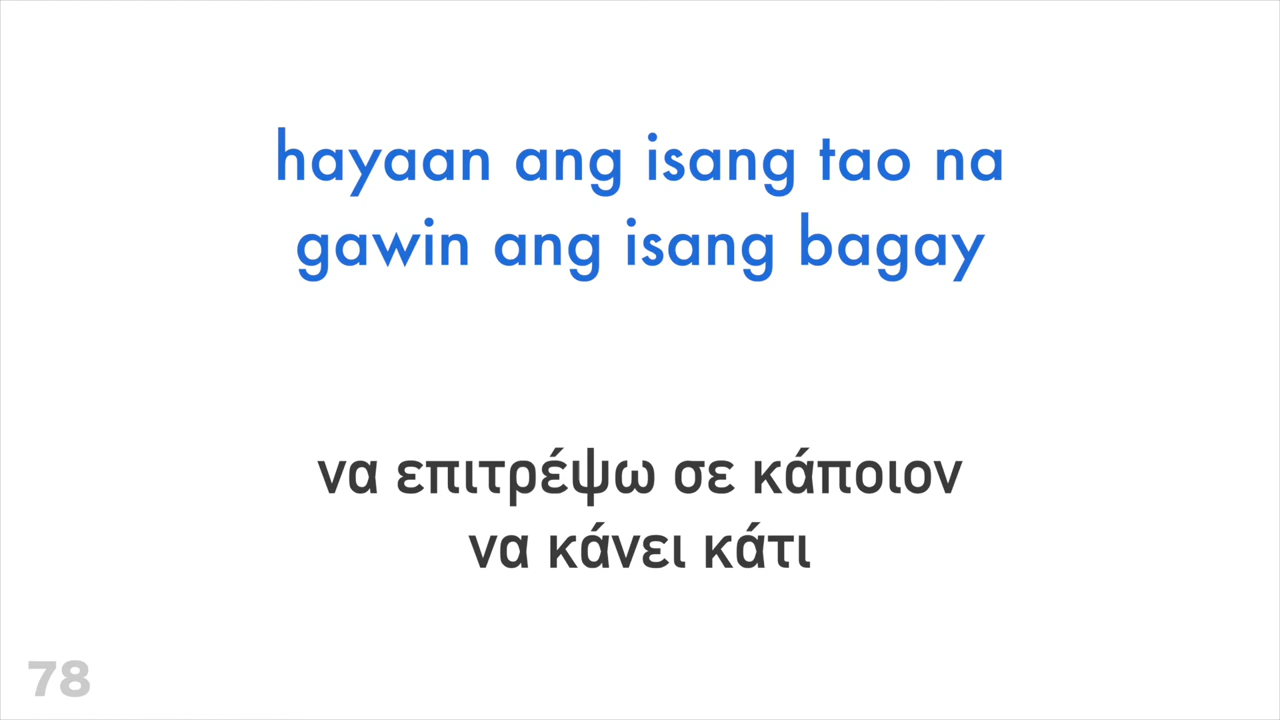 hayaan ang isang tao na
gawin ang isang bagay
να επιτρέψω σε κάποιον
να κάνει κάτι
78